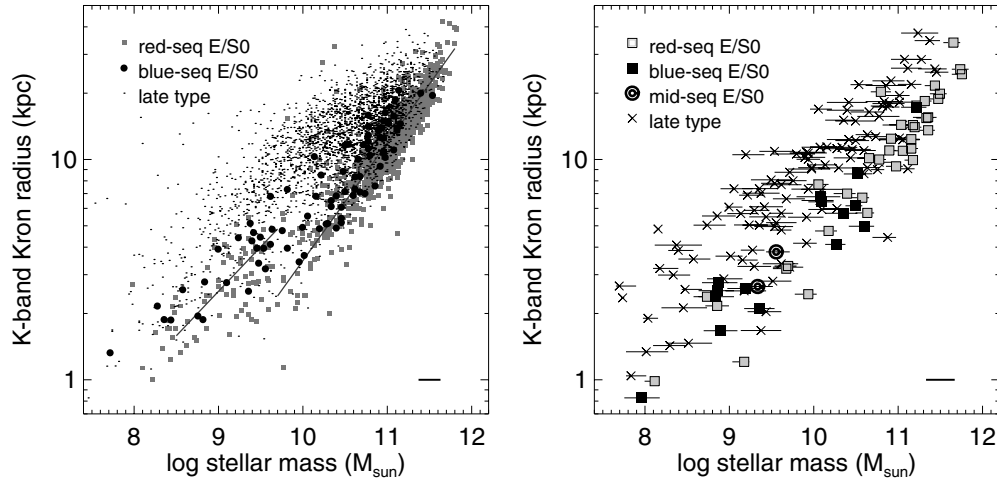 K-band Kron radius (kpc)
10
1
red-seq E/S0
blue-seq E/S0
late type
8 9 10 11 12
log stellar mass (Msun)
K-band Kron radius (kpc)
10
1
red-seq E/S0
blue-seq E/S0
mid-seq E/S0
late type
8 9 10 11 12
log stellar mass (Msun)